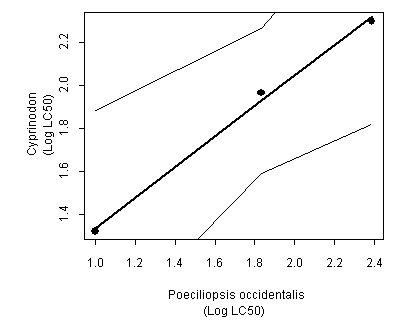 Cyprinodon
(Log LC50)
2.2
2.0
1.8
1.6
1.4
1.0 1.2 1.4 1.6 1.8 2.0 2.2 2.4
Poeciliopsis occidentalis
(Log LC50)